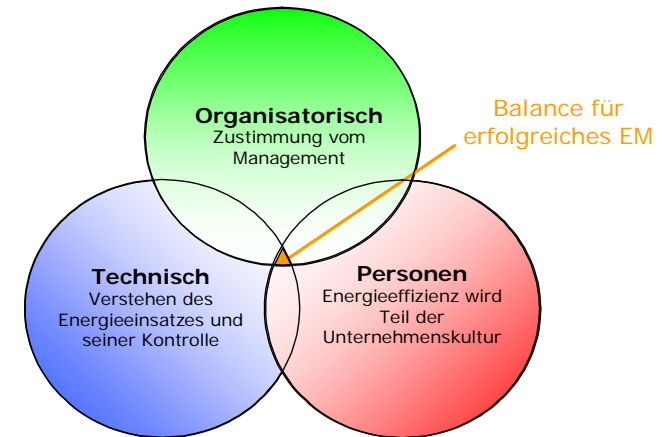 Organisatorisch
Zustimmung vom
Management
Balance für
erfolgreiches EM
Technisch
Verstehen des
Energieeinsatzes und
seiner Kontrolle
Personen
Energieeffizienz wird
Teil der
Unternehmenskultur